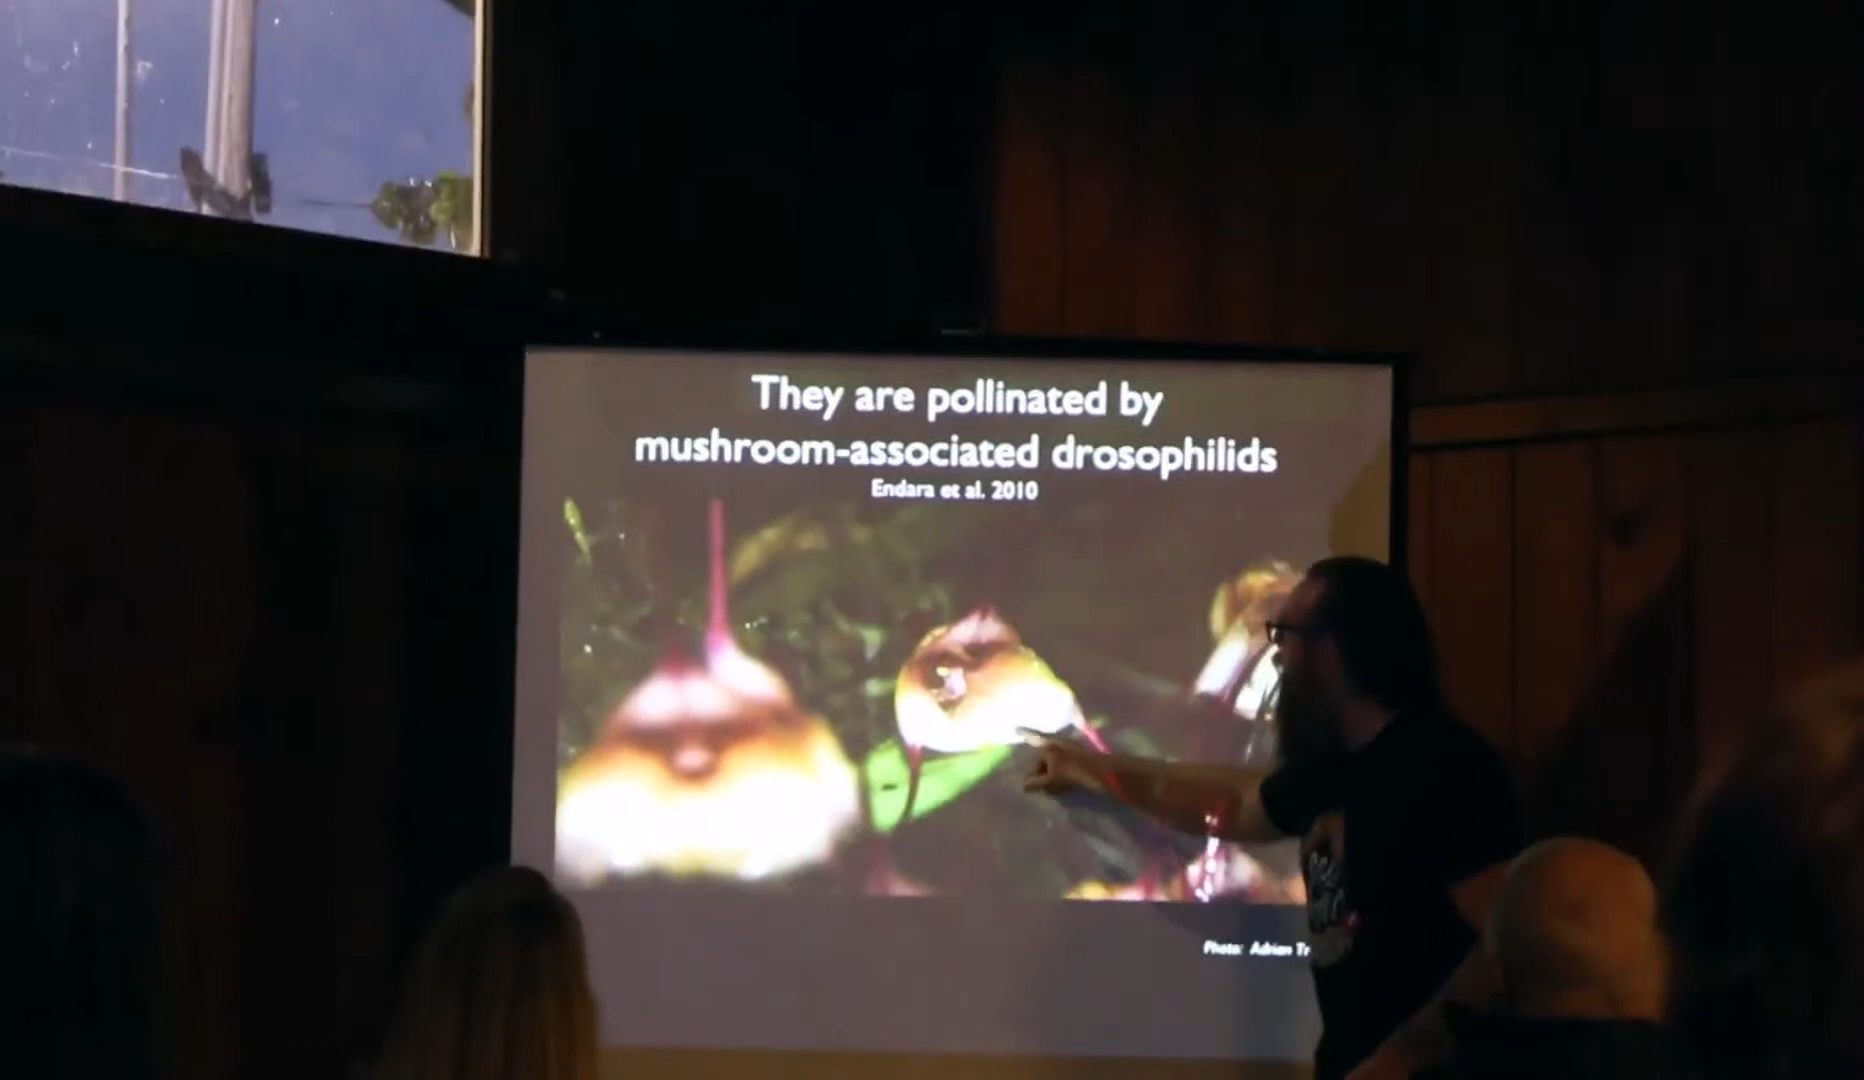 They are pollinated by
mushroom-associated drosophilids
Endara et al. 2010
Photo: Adrian